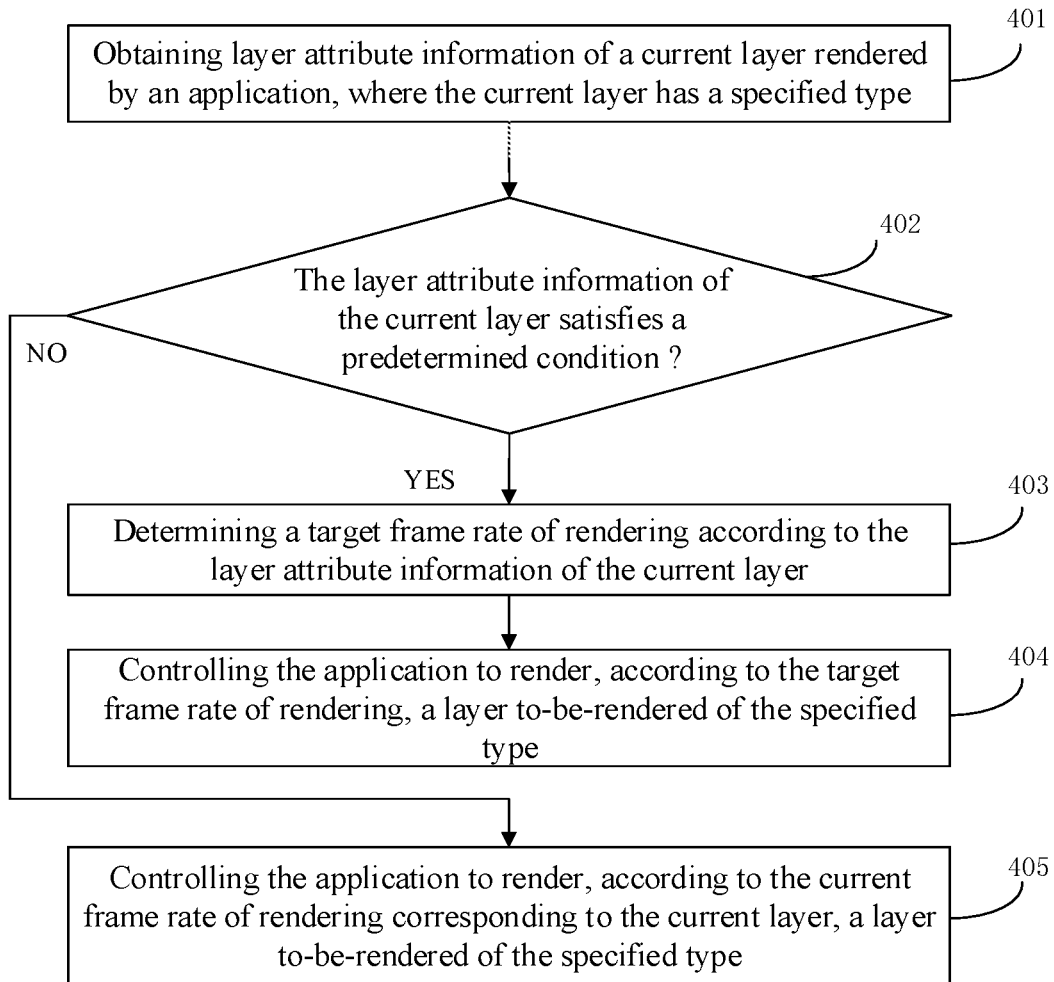 401
Obtaining layer attribute information of a current layer rendered
by an application, where the current layer has a specified type
402
The layer attribute information of
the current layer satisfies a
predetermined condition ?
NO
YES
403
Determining a target frame rate of rendering according to the
layer attribute information of the current layer
404
Controlling the application to render, according to the target
frame rate of rendering, a layer to-be-rendered of the specified
type
405
Controlling the application to render, according to the current
frame rate of rendering corresponding to the current layer, a layer
to-be-rendered of the specified type